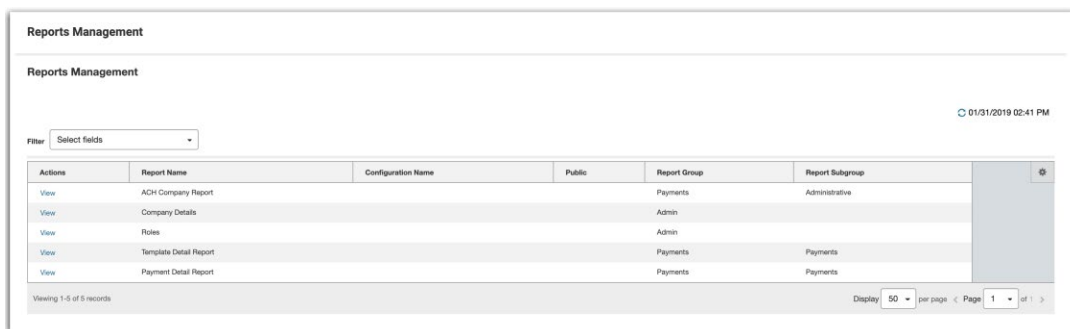 Reports Management
Reports Management
01/31/2019 02:41 PM
Filter Select fields
Actions Report Name Configuration Name Public Report Group Report Subgroup
View ACH Company Report Payments Administrative
View Company Details Admin
View Roles Admin
View Template Detail Report Payments Payments
View Payment Detail Report Payments Payments
Viewing 1-5 of 5 records Display 50 per page < Page 1 of 1 >